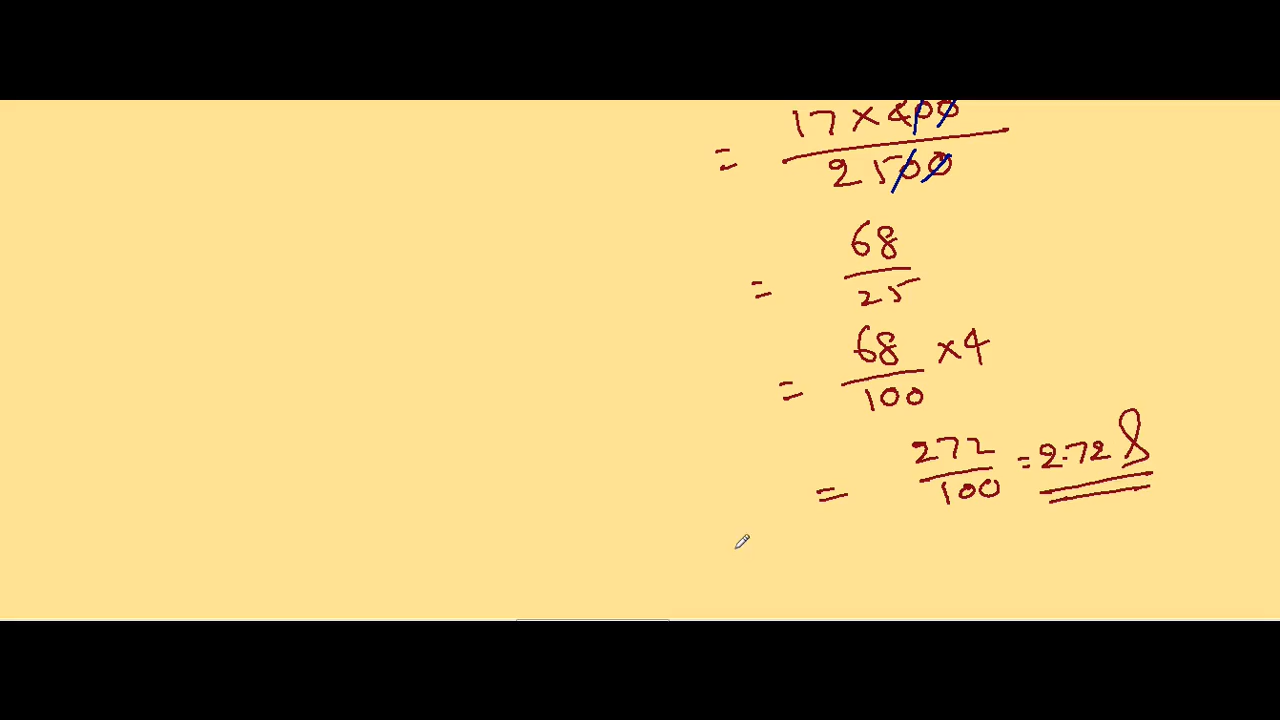 17 × 400
= 2500
68
= 25
68 × 4
= 100
272 = 2.72 l
= 100